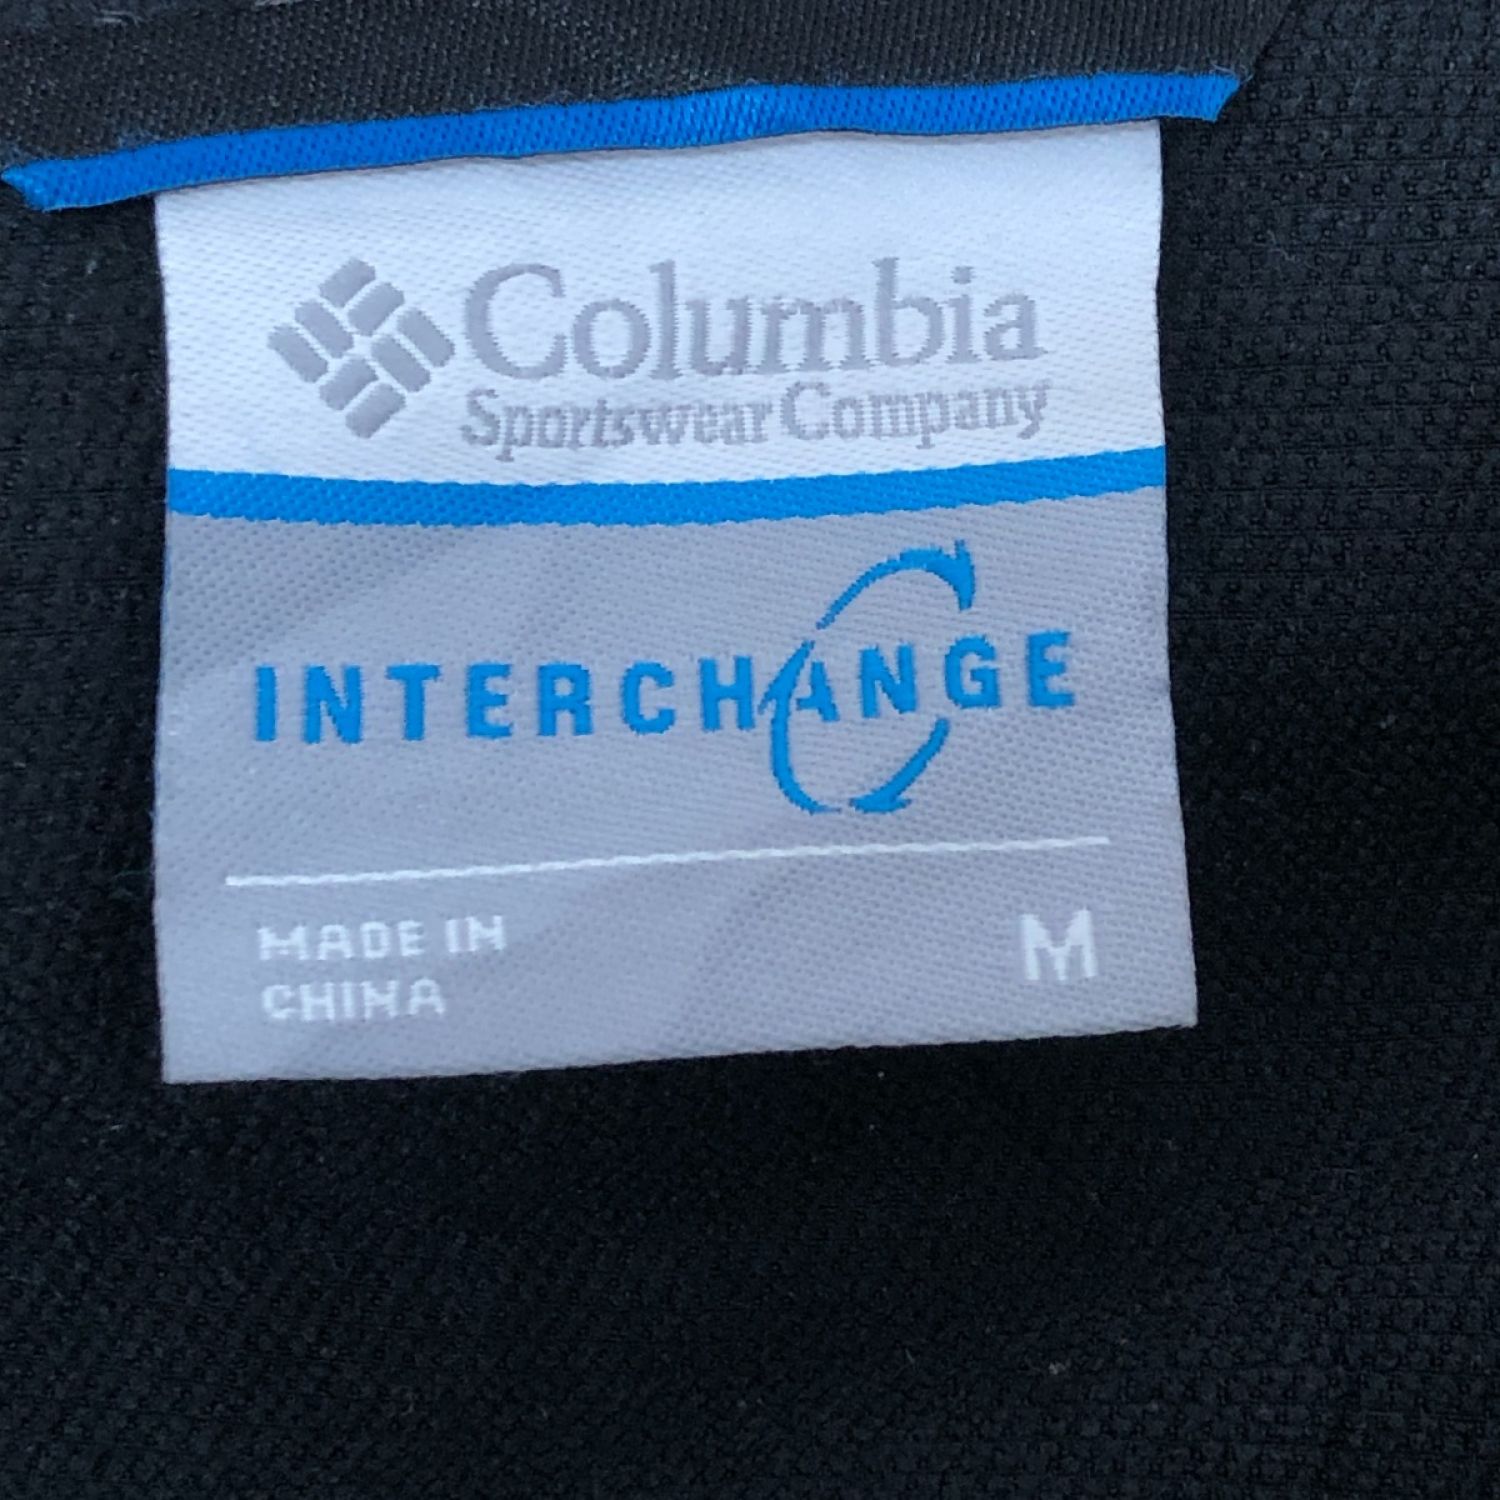 Columbia
Sportswear Company
INTERCHANGE
MADE IN
CHINA
M